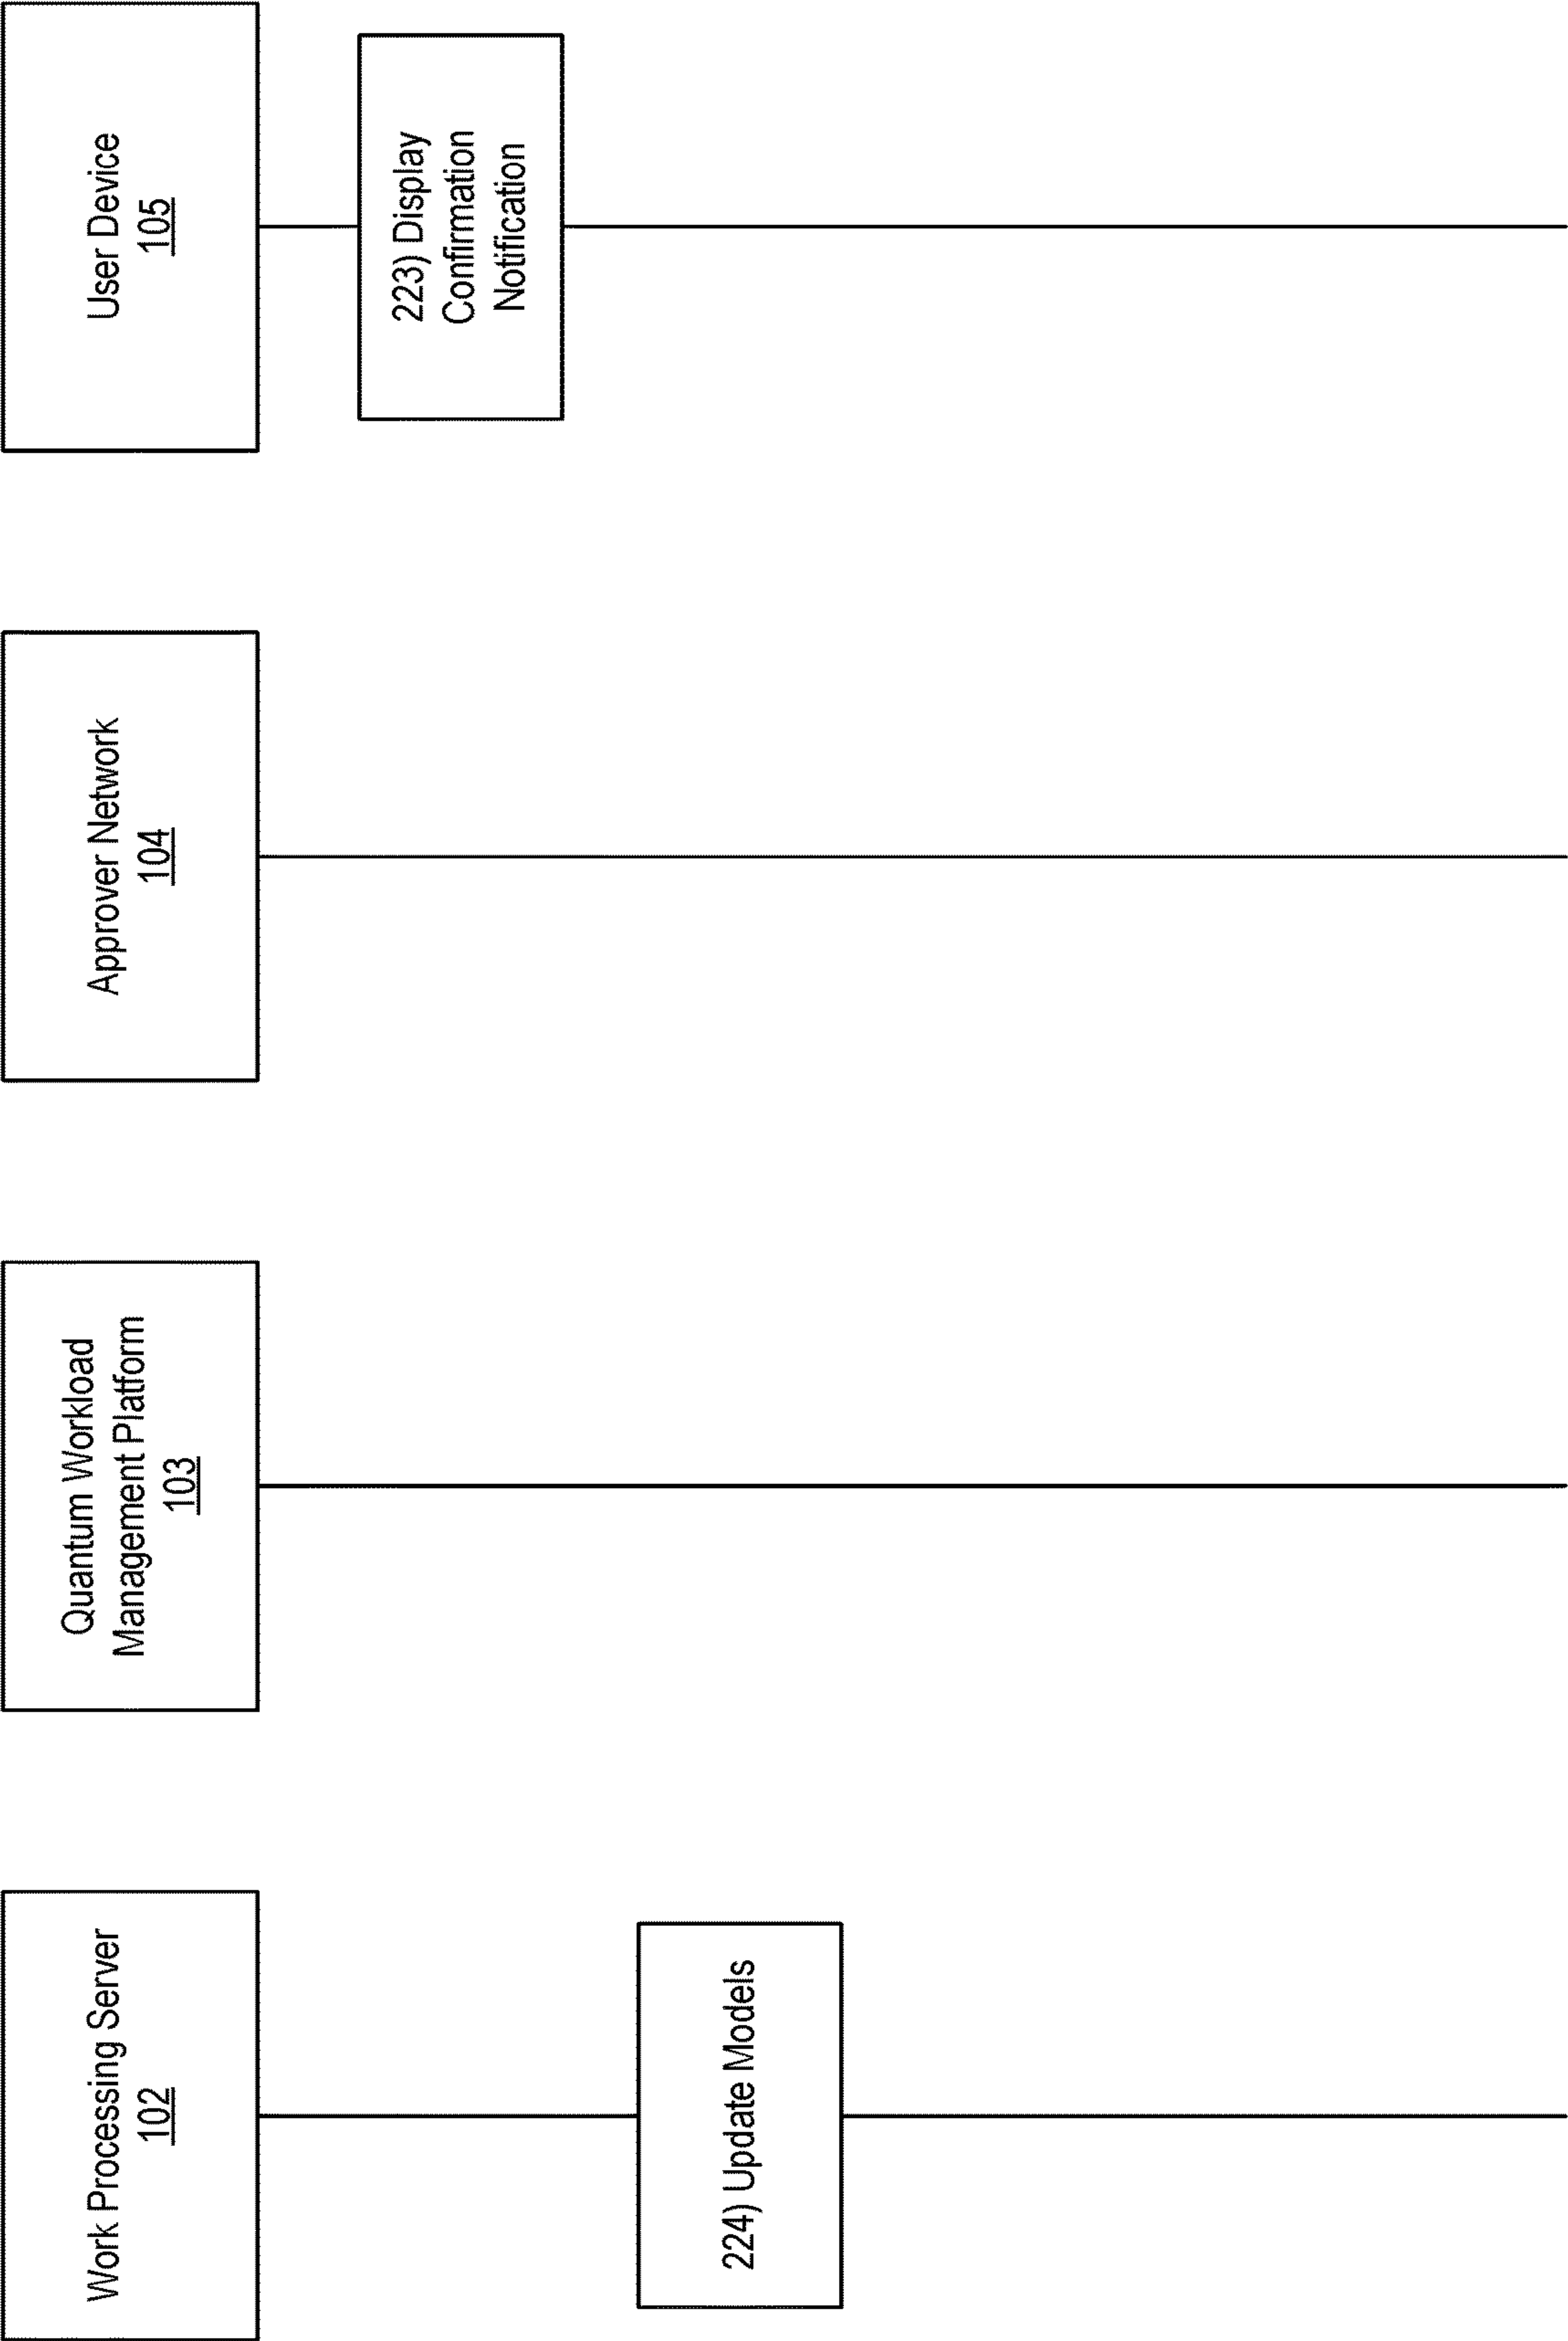 Work Processing Server
102
Quantum Workload
Management Platform
103
Approver Network
104
User Device
105
223) Display
Confirmation
Notification
224) Update Models